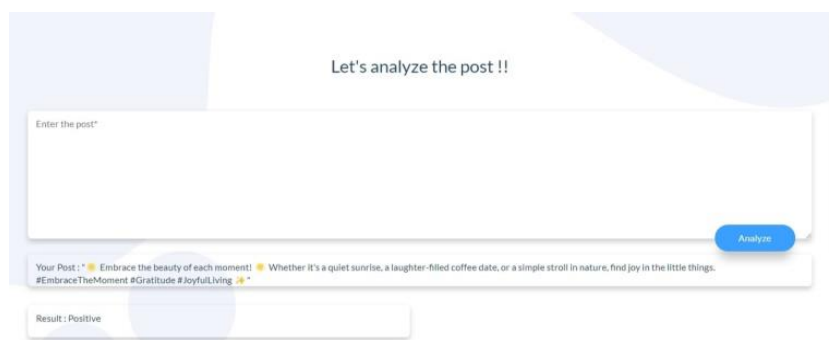 Let's analyze the post !!
Enter the post*
Analyze
Your Post : "☀️ Embrace the beauty of each moment! ☀️ Whether it's a quiet sunrise, a laughter-filled coffee date, or a simple stroll in nature, find joy in the little things.
#EmbraceTheMoment #Gratitude #JoyfulLiving ✨"
Result : Positive